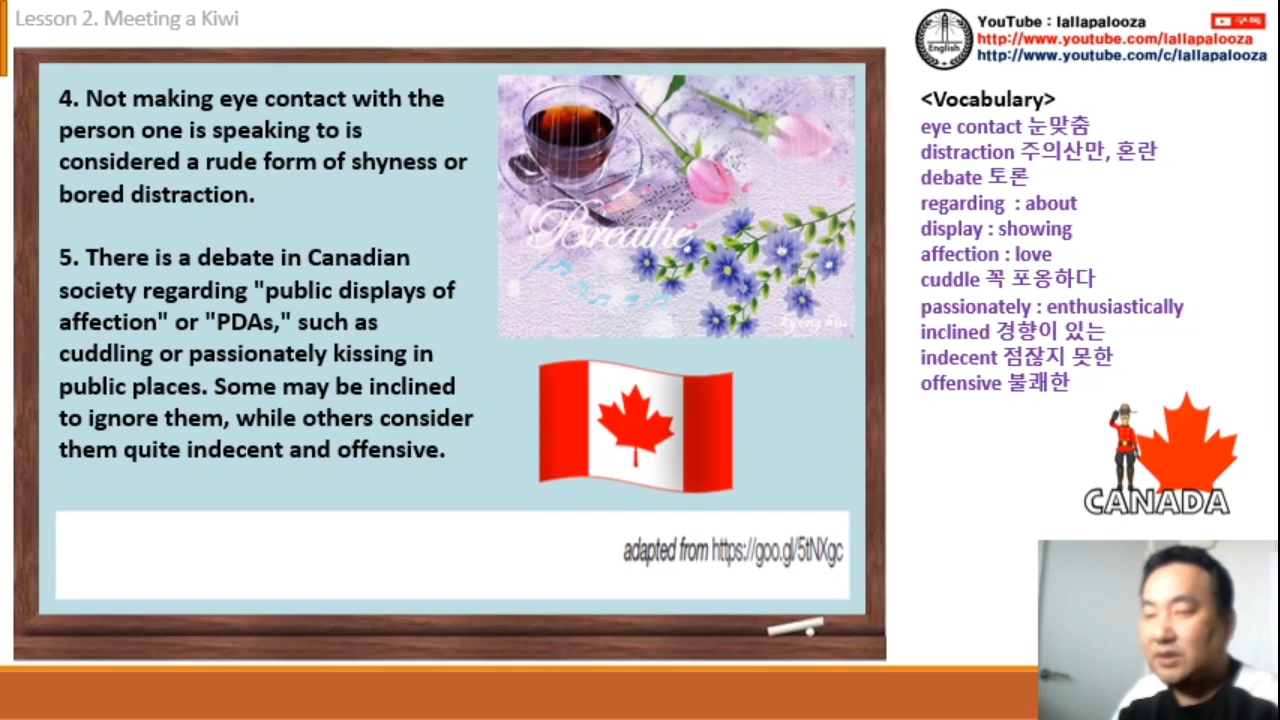 Lesson 2. Meeting a Kiwi
4. Not making eye contact with the
person one is speaking to is
considered a rude form of shyness or
bored distraction.
5. There is a debate in Canadian
society regarding "public displays of
affection" or "PDAs," such as
cuddling or passionately kissing in
public places. Some may be inclined
to ignore them, while others consider
them quite indecent and offensive.
Breathe
adapted from https://goo.gl/5tNXgc
English
YouTube : lallapalooza
구독
http://www.youtube.com/lallapalooza
http://www.youtube.com/c/lallapalooza
<Vocabulary>
eye contact 눈맞춤
distraction 주의산만, 혼란
debate 토론
regarding : about
display : showing
affection : love
cuddle 꼭 포옹하다
passionately : enthusiastically
inclined 경향이 있는
indecent 점잖지 못한
offensive 불쾌한
CANADA